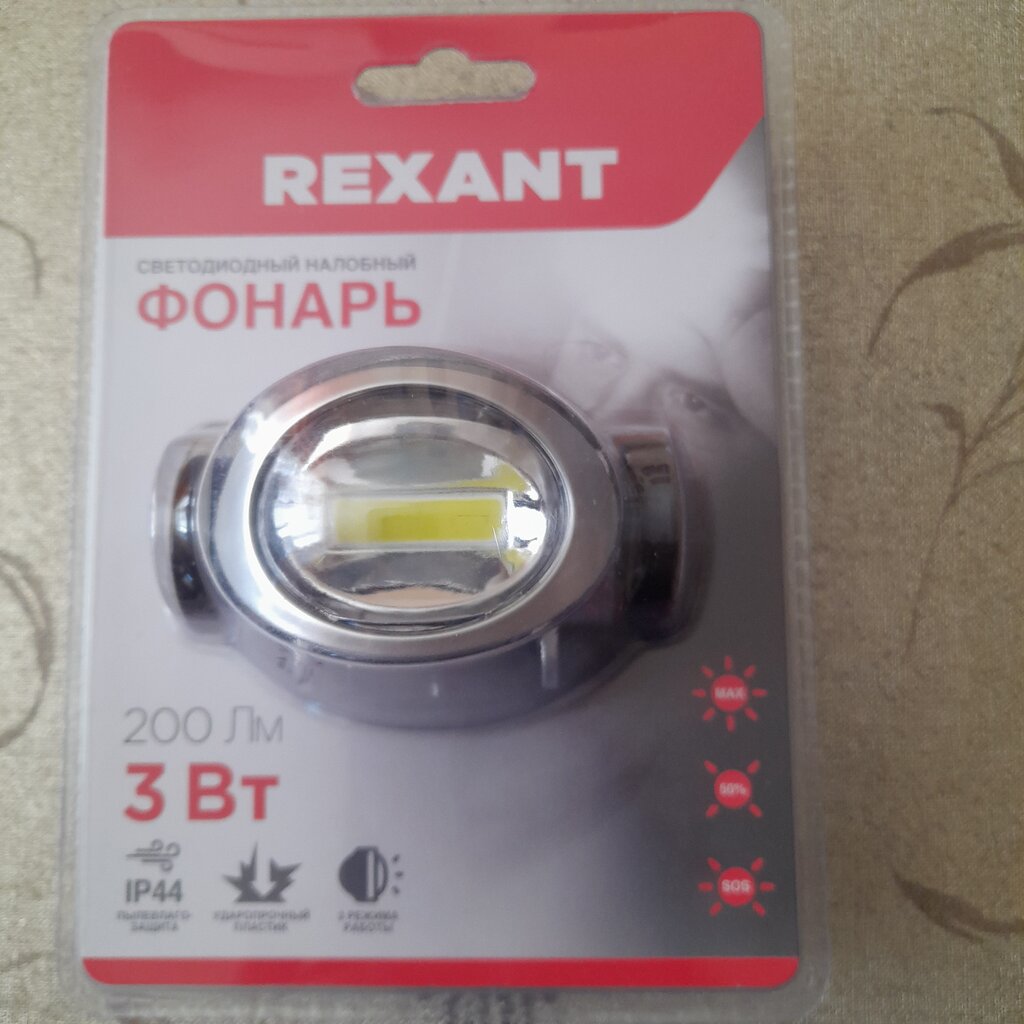 REXANT
СВЕТОДИОДНЫЙ НАЛОБНЫЙ
ФОНАРЬ
200 Лм
3 Вт
MAX
50%
SOS
IP44
ПЫЛЕВЛАГО-
ЗАЩИТА
УДАРОПРОЧНЫЙ
ПЛАСТИК
3 РЕЖИМА
РАБОТЫ